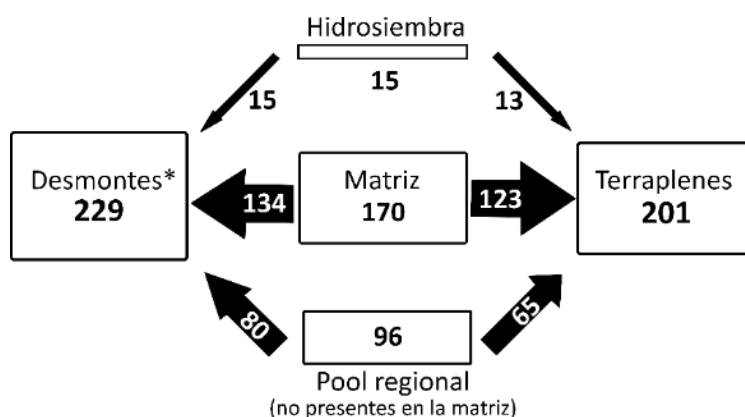 Hidrosiembra
15
15
13
Desmontes*
229
134
Matriz
170
123
Terraplenes
201
80
96
65
Pool regional
(no presentes en la matriz)